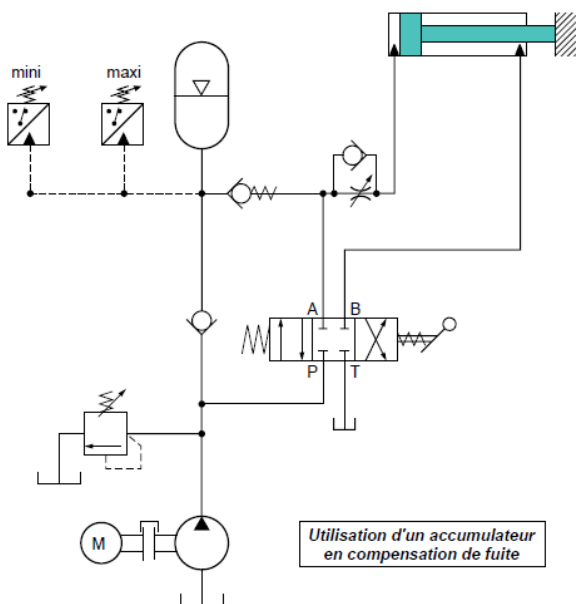 mini
maxi
A B
P T
M
Utilisation d'un accumulateur
en compensation de fuite